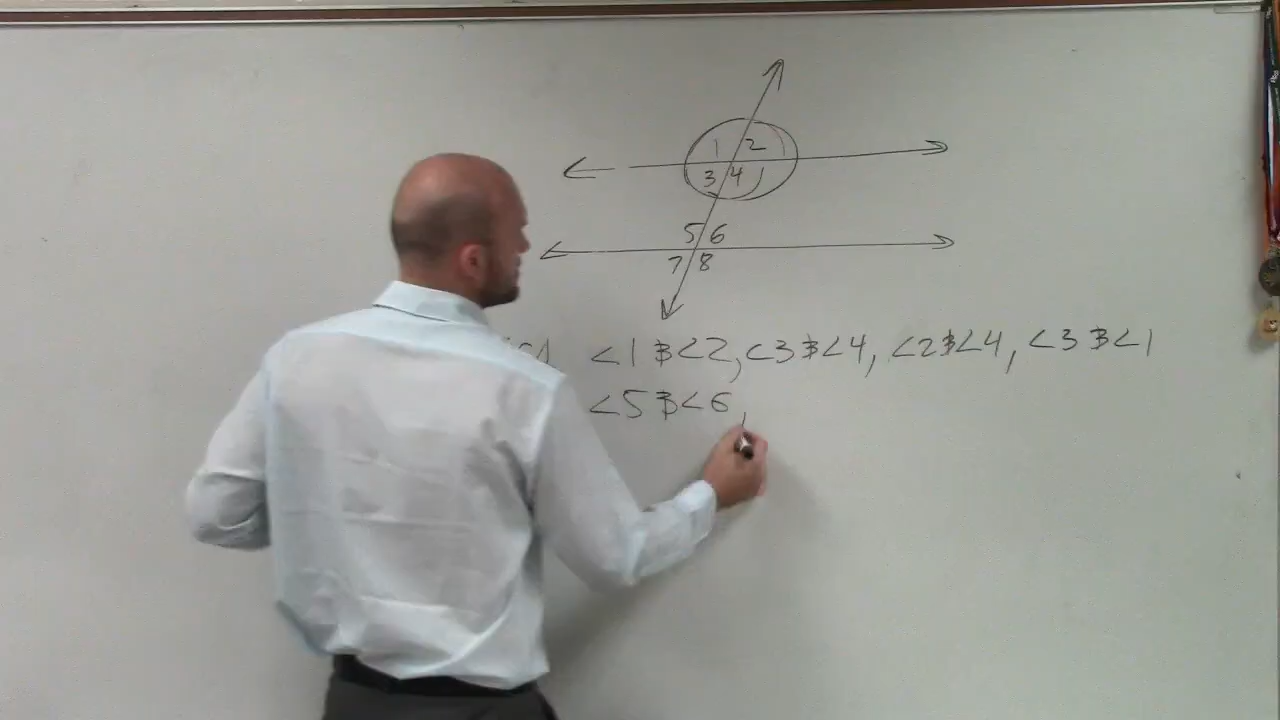 1 2
3 4
5 6
7 8
<1 & <2, <3 & <4, <2 & <4, <3 & <1
<5 & <6,